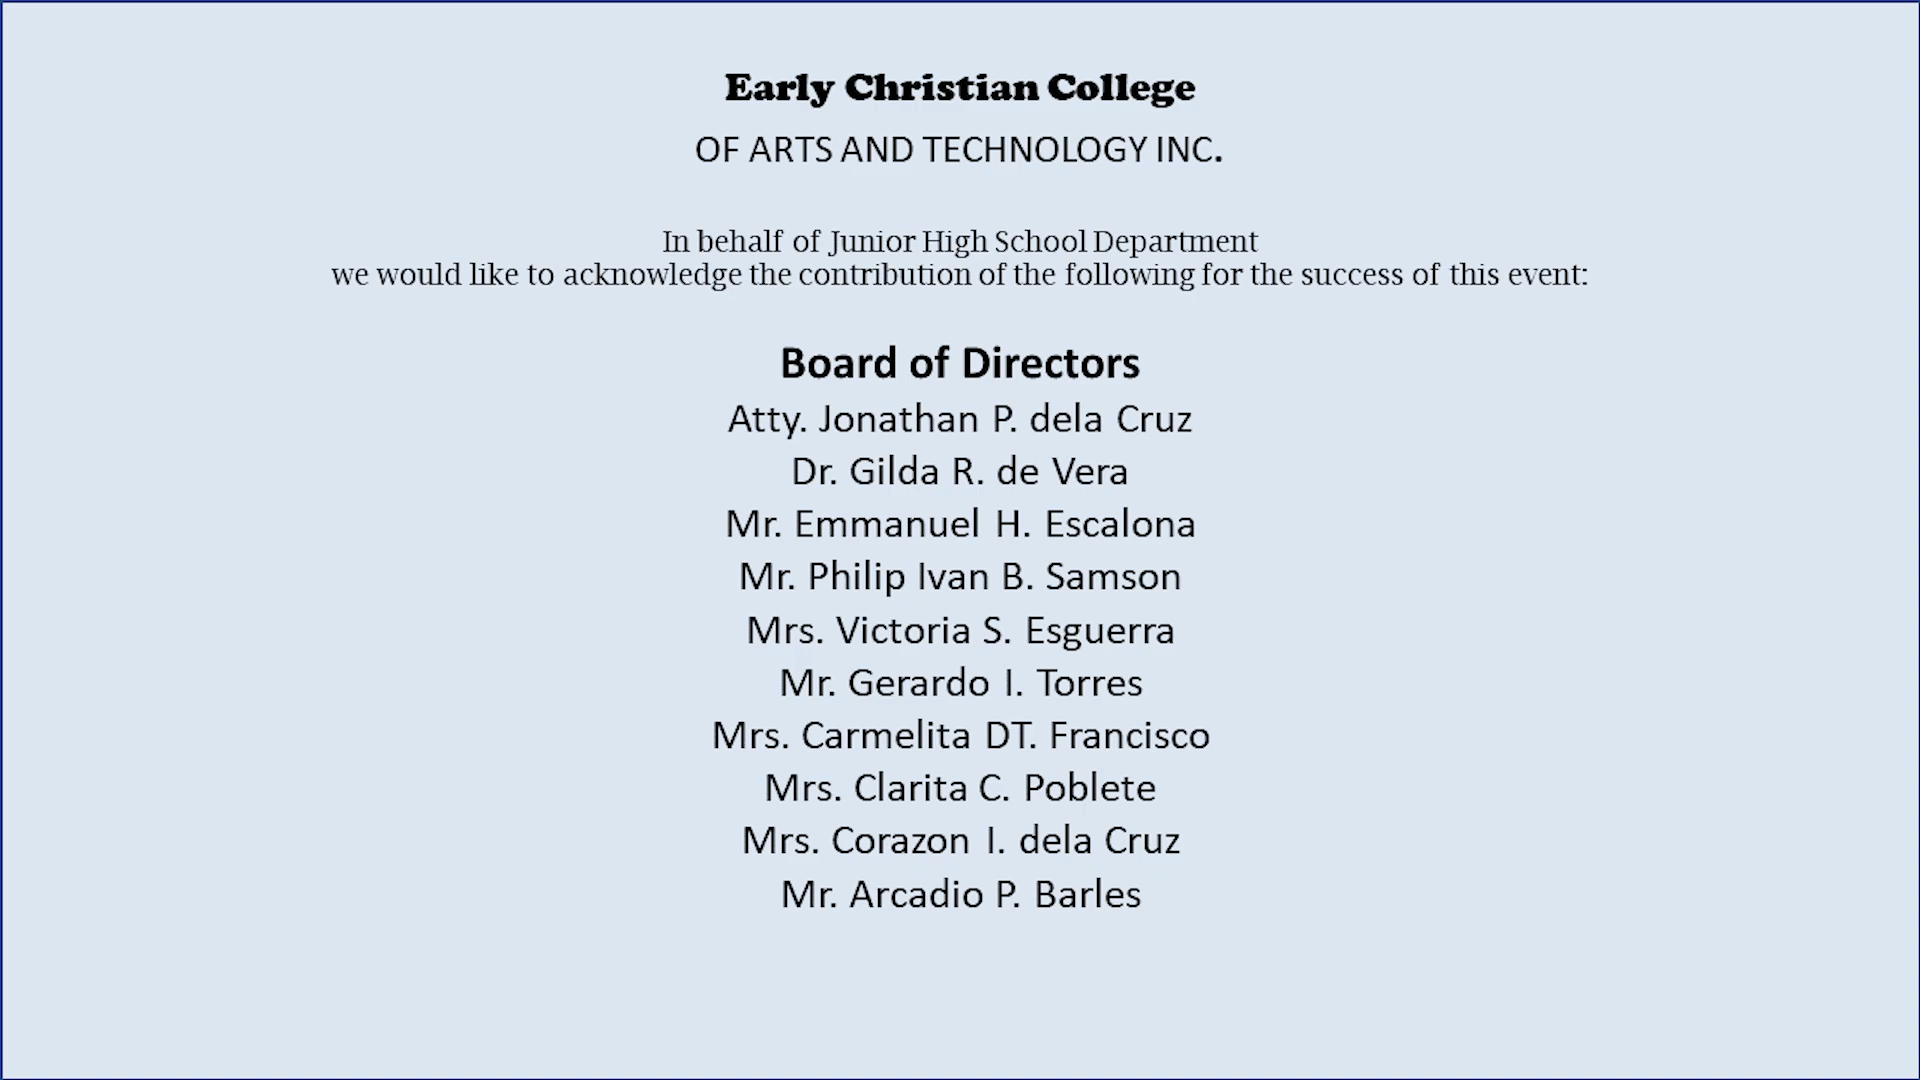 Early Christian College
OF ARTS AND TECHNOLOGY INC.
In behalf of Junior High School Department
we would like to acknowledge the contribution of the following for the success of this event:
Board of Directors
Atty. Jonathan P. dela Cruz
Dr. Gilda R. de Vera
Mr. Emmanuel H. Escalona
Mr. Philip Ivan B. Samson
Mrs. Victoria S. Esguerra
Mr. Gerardo I. Torres
Mrs. Carmelita DT. Francisco
Mrs. Clarita C. Poblete
Mrs. Corazon I. dela Cruz
Mr. Arcadio P. Barles